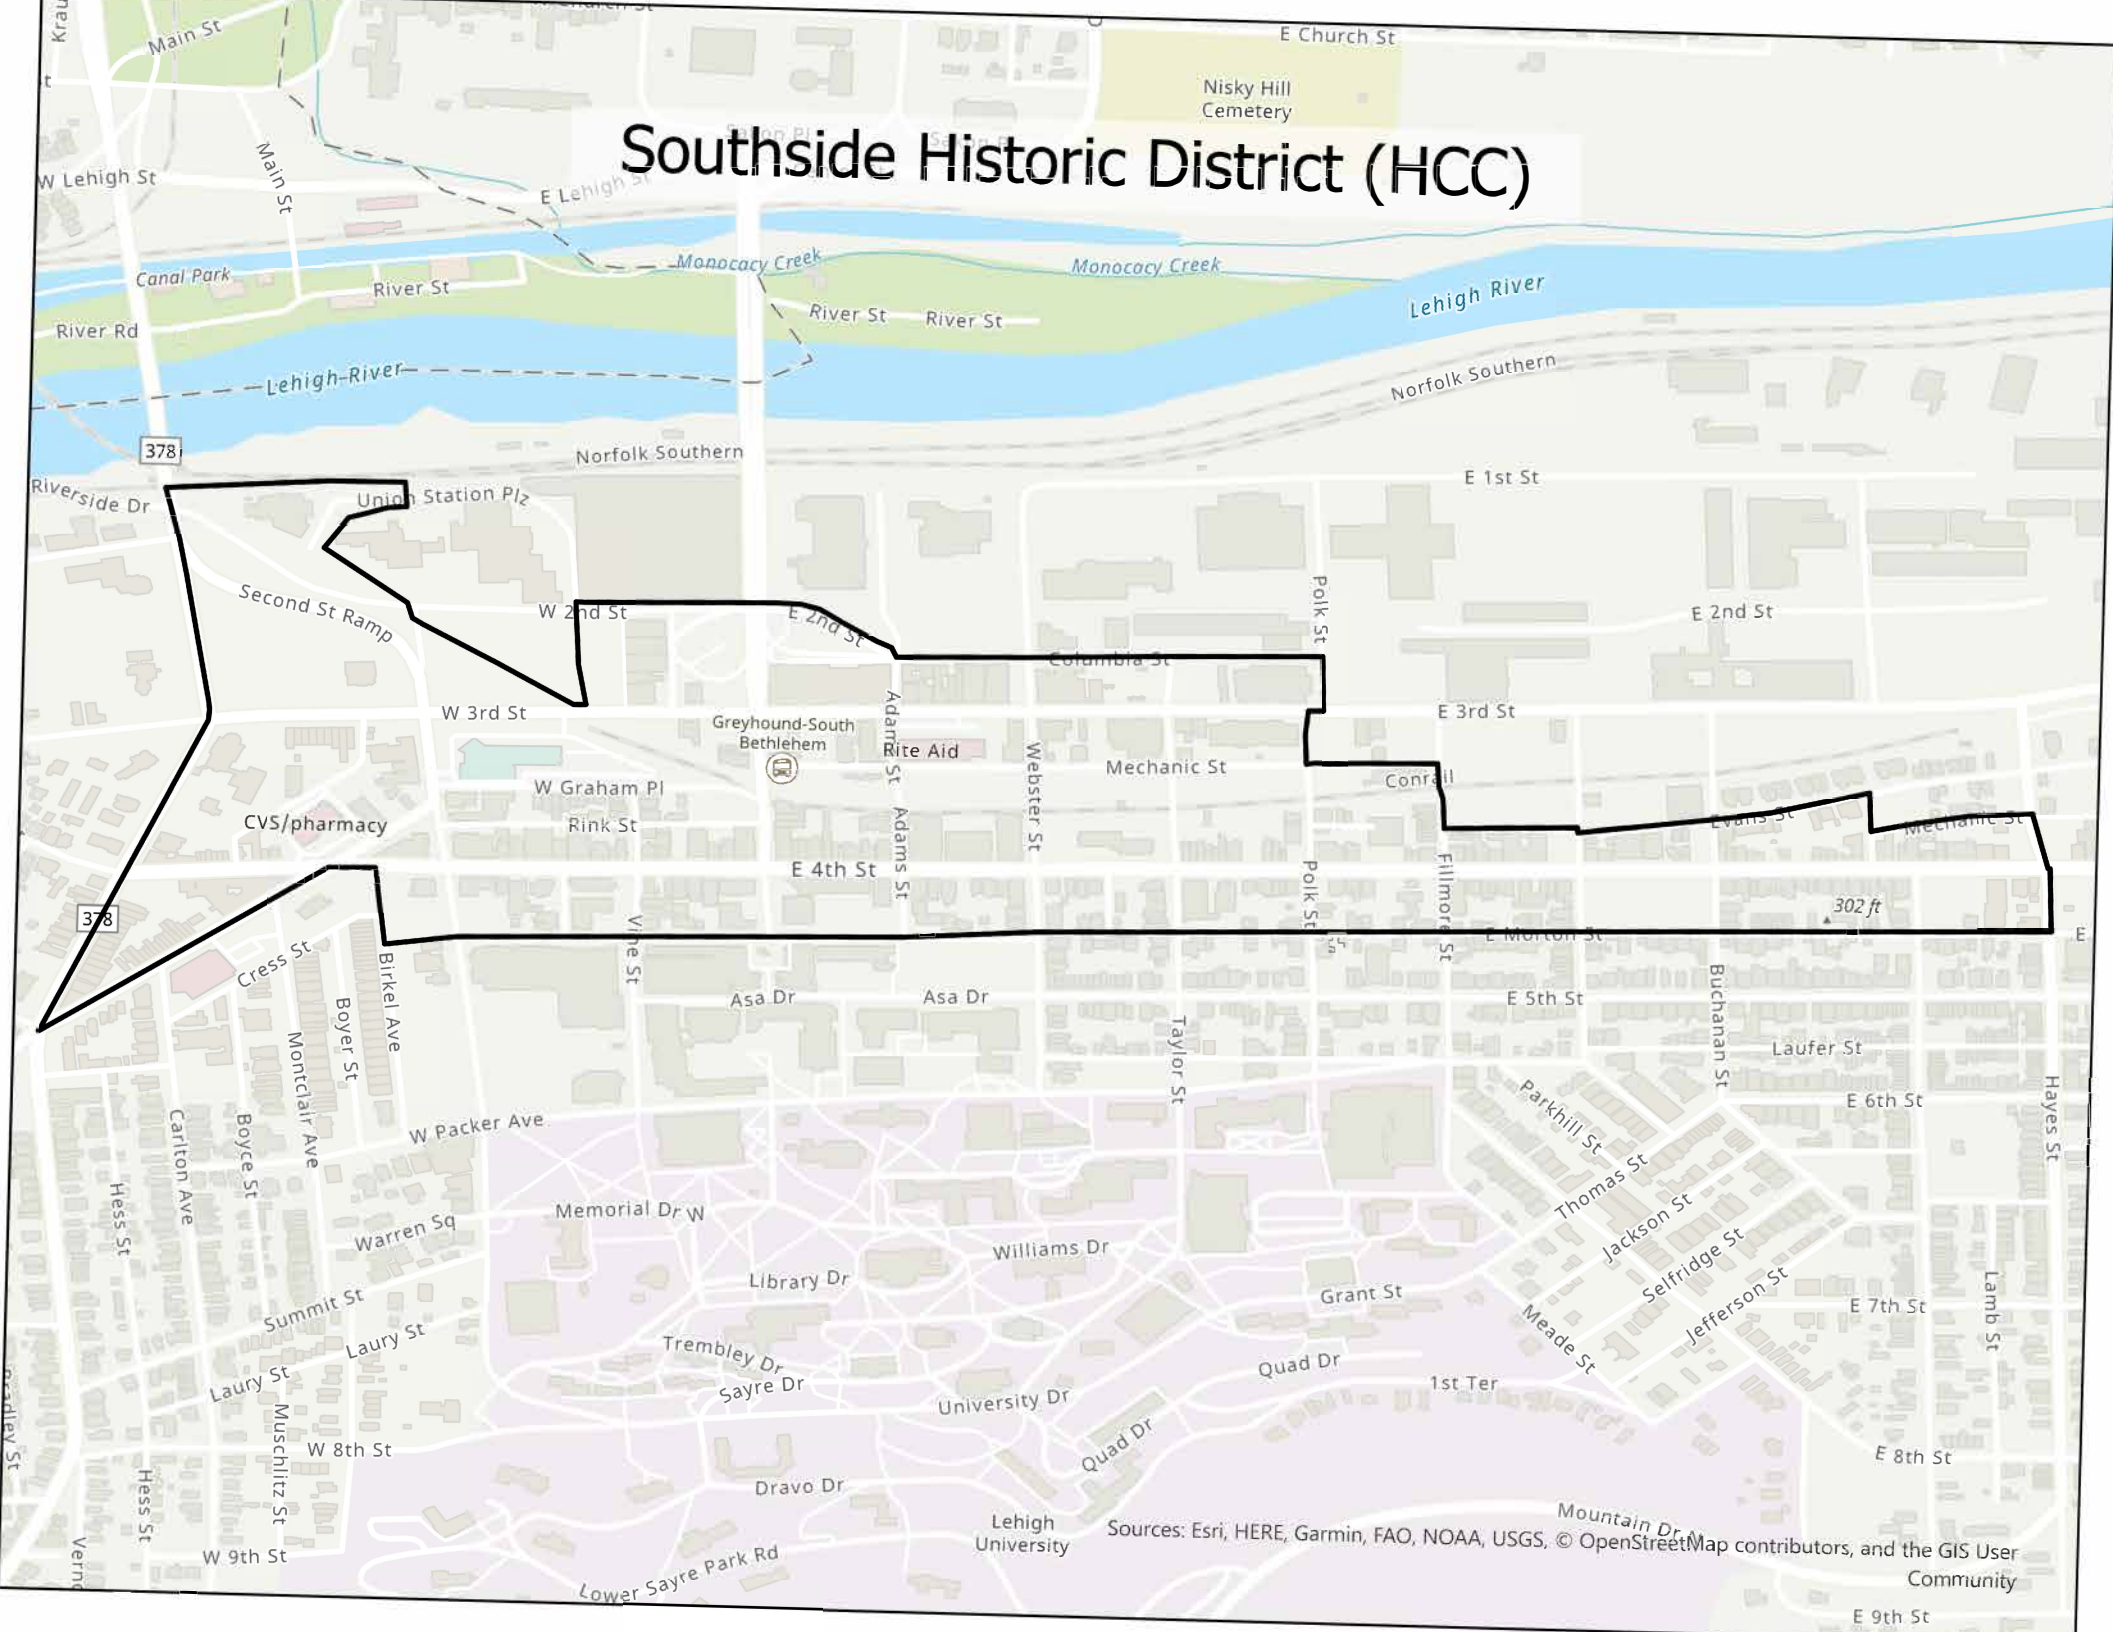 Main St
E Church St
Nisky Hill
Cemetery
Southside Historic District (HCC)
W Lehigh St
Main St
E Lehigh St
Canal Park
River St
Monocacy Creek
Monocacy Creek
River Rd
River St
River St
Lehigh River
Lehigh River
Norfolk Southern
378
Norfolk Southern
E 1st St
Riverside Dr
Union Station Plz
Second St Ramp
W 2nd St
E 2nd St
Polk St
E 2nd St
Columbia St
W 3rd St
Adams St
E 3rd St
Greyhound-South
Bethlehem
Rite Aid
Webster St
Mechanic St
Conrail
W Graham Pl
CVS/pharmacy
Rink St
Adams St
Evans St
Mechanic St
E 4th St
Polk St
Fillmore St
302 ft
378
Vine St
E Morton St
E
Cress St
Birkel Ave
Boyer St
Asa Dr
Asa Dr
E 5th St
Buchanan St
Montclair Ave
Taylor St
Laufer St
Hayes St
Parkhill St
E 6th St
W Packer Ave
Carlton Ave
Boyce St
Hess St
Thomas St
Memorial Dr W
Warren Sq
Jackson St
Williams Dr
Selfridge St
Library Dr
Grant St
Jefferson St
Summit St
Laury St
Meade St
E 7th St
Lamb St
Trembley Dr
Quad Dr
Laury St
Sayre Dr
1st Ter
University Dr
Muschlitz St
W 8th St
Quad Dr
E 8th St
Hess St
Dravo Dr
Lehigh
University
Mountain Dr N
Sources: Esri, HERE, Garmin, FAO, NOAA, USGS, © OpenStreetMap contributors, and the GIS User
Community
W 9th St
Lower Sayre Park Rd
E 9th St